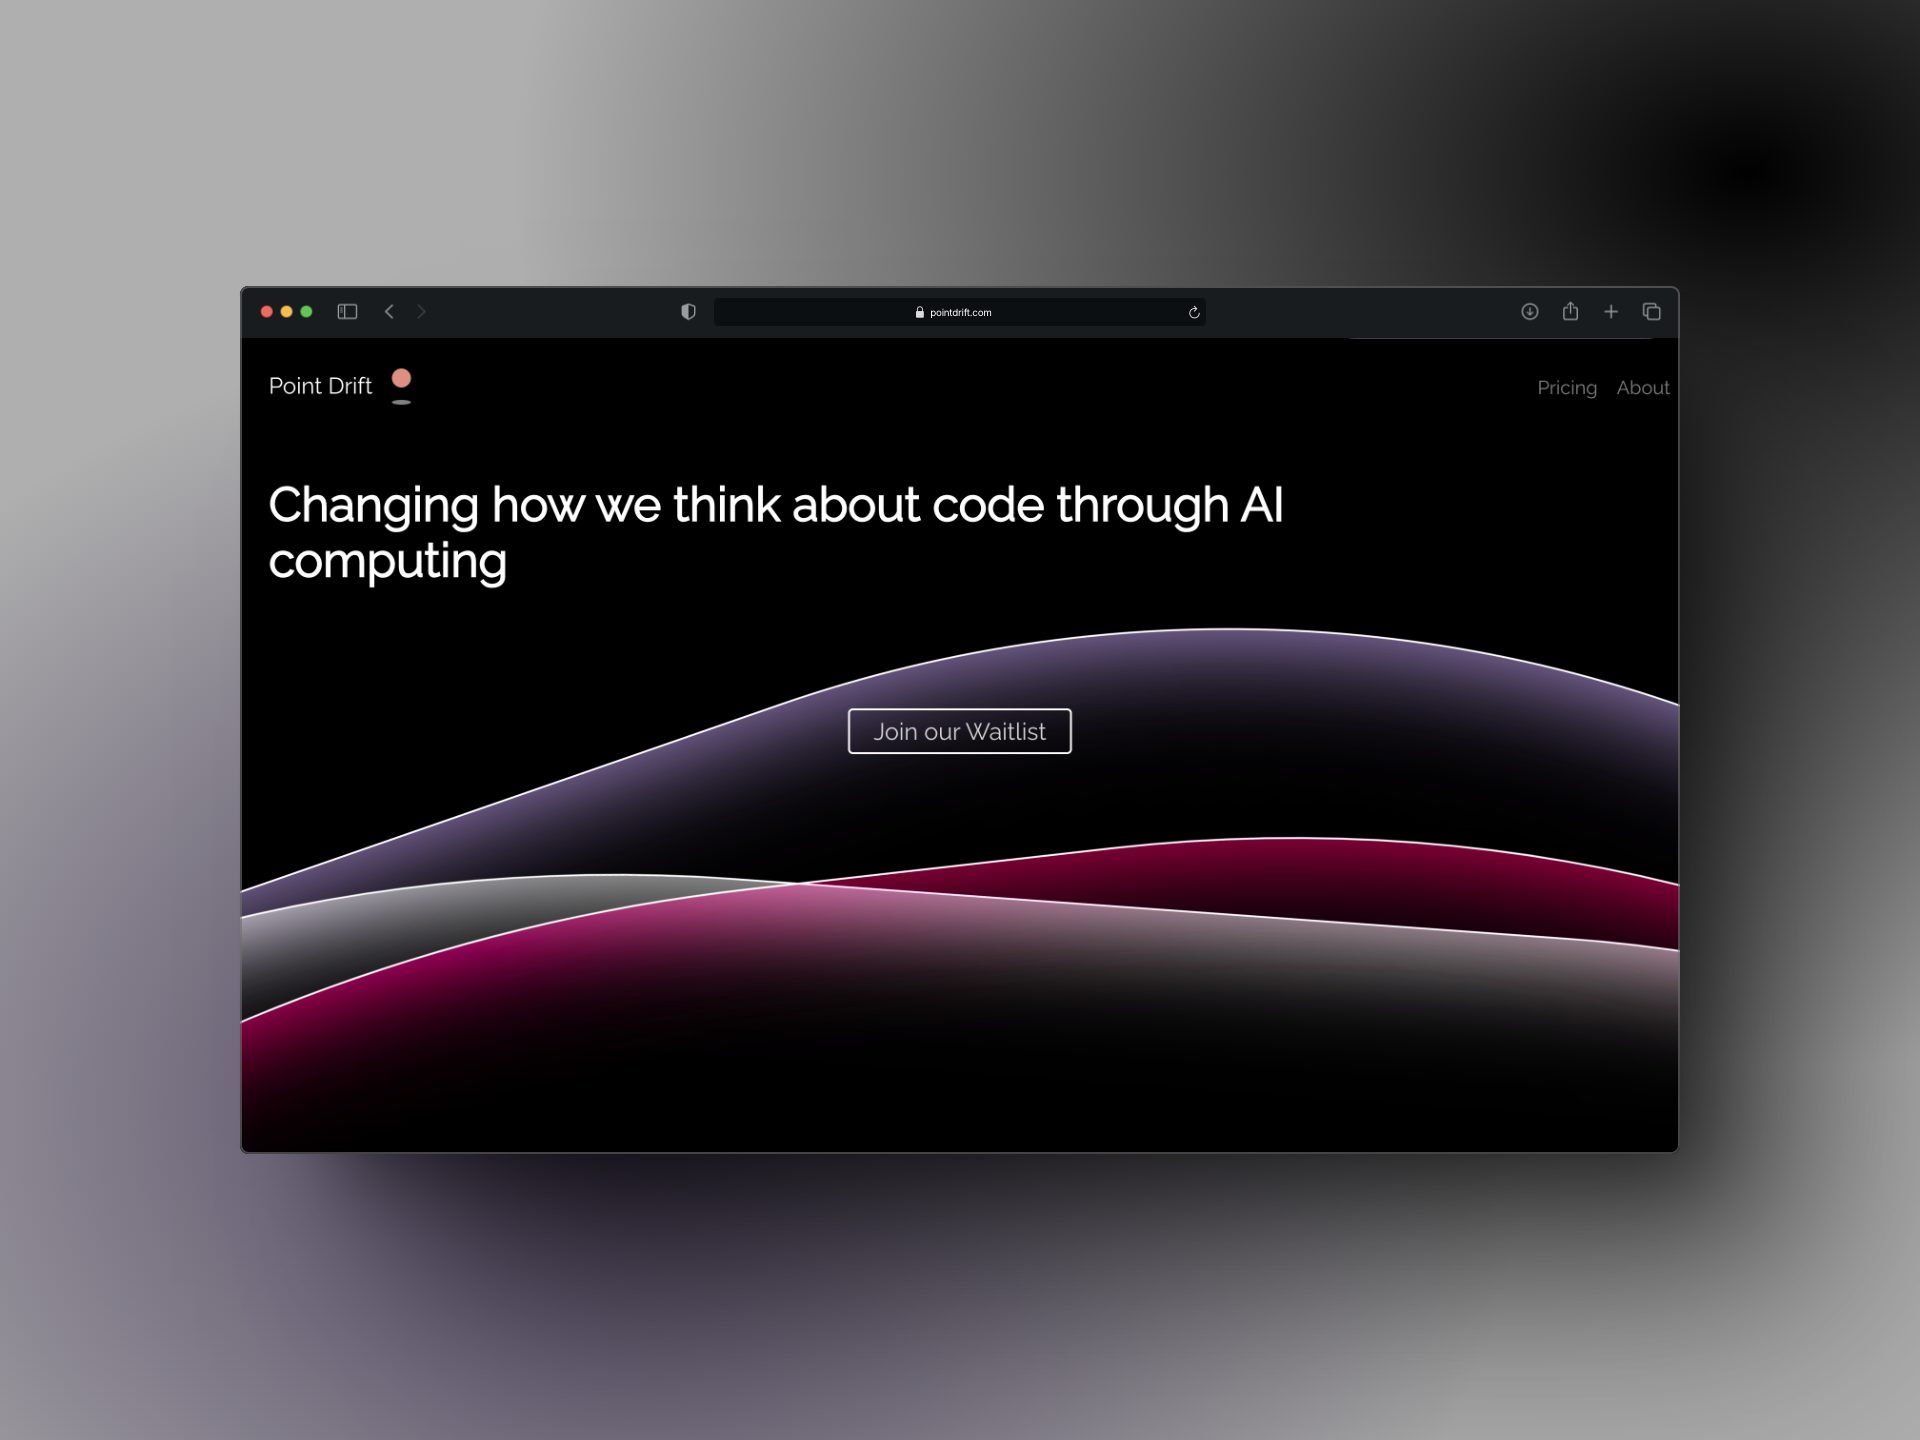 pointdrift.com
Point Drift
Pricing About
Changing how we think about code through AI
computing
Join our Waitlist